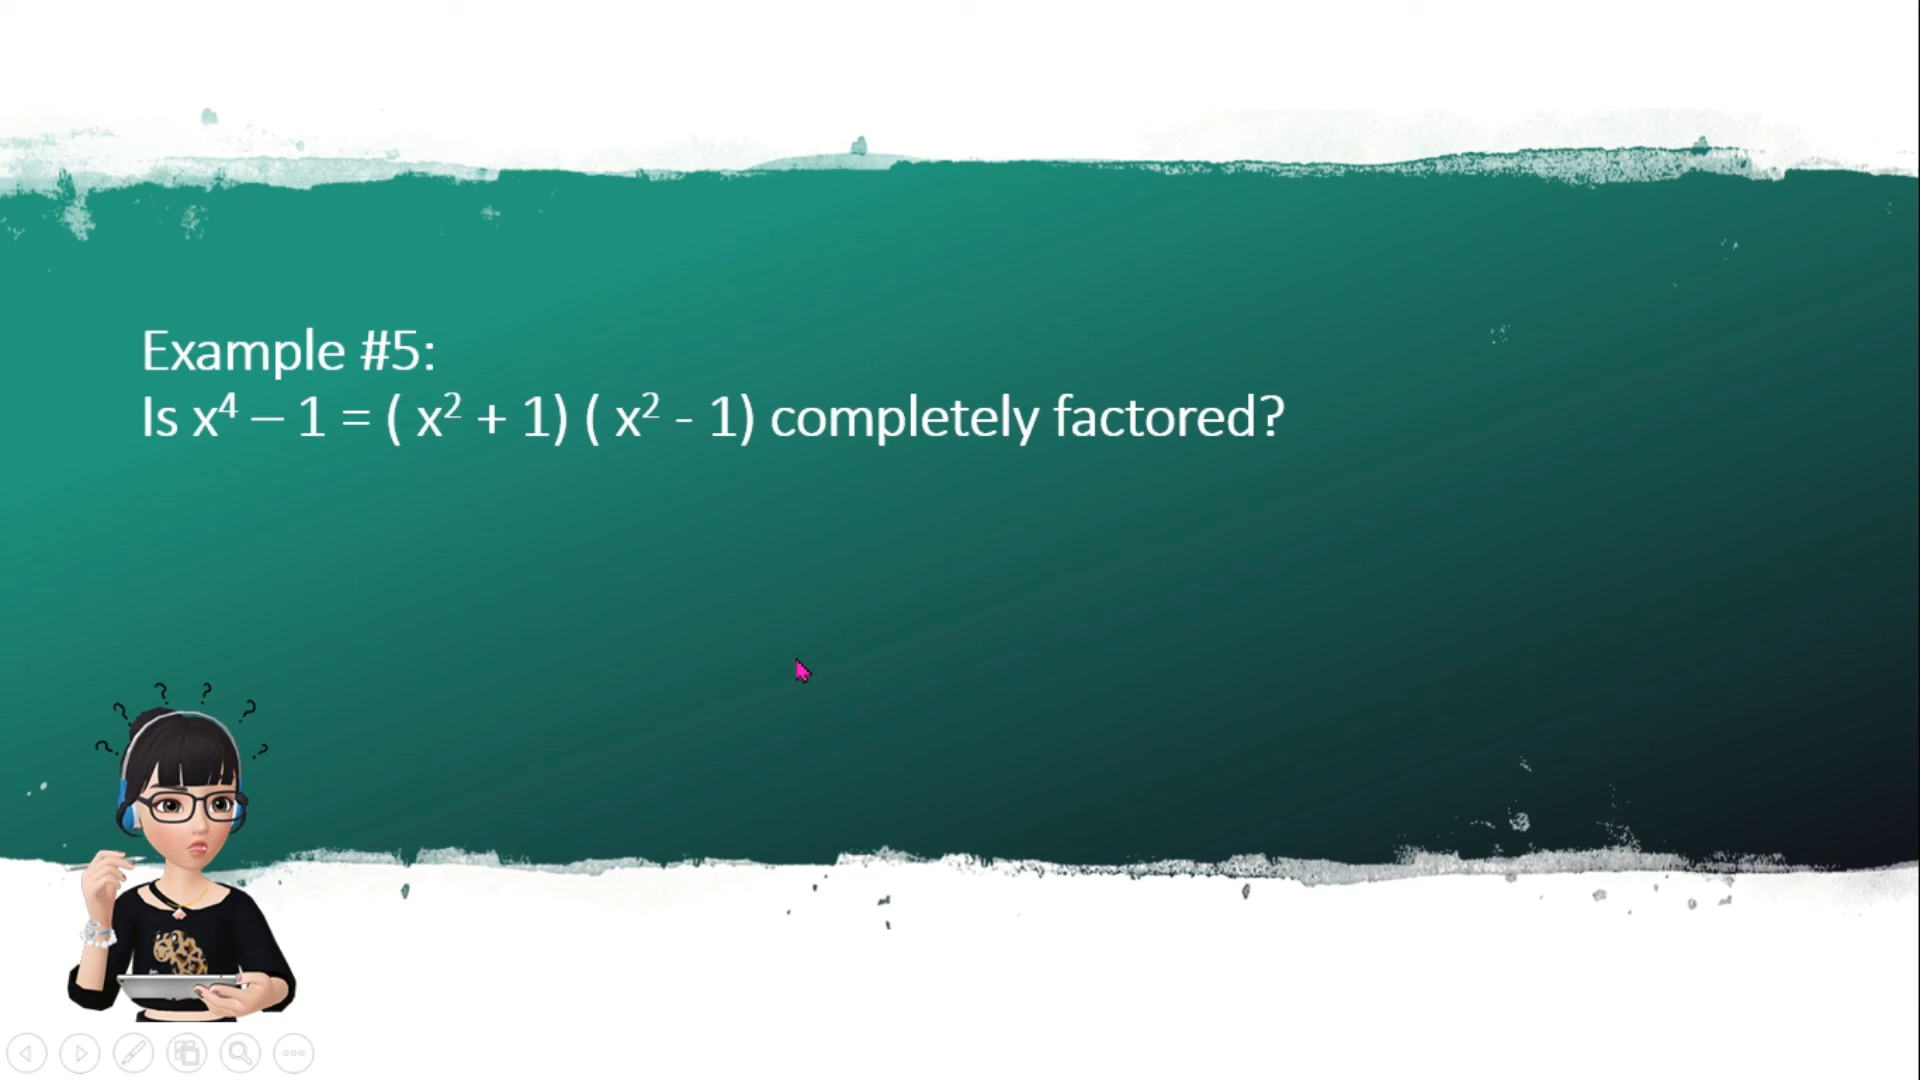 Example #5:
Is x⁴ – 1 = ( x² + 1) ( x² - 1) completely factored?